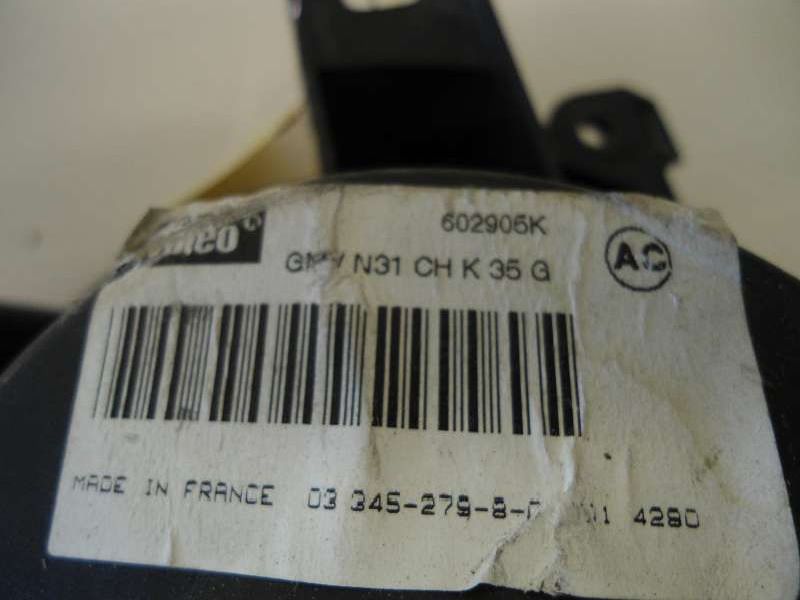 602905K
N31 CH K 35 G
AC
MADE IN FRANCE 03 345-279-8- 4280